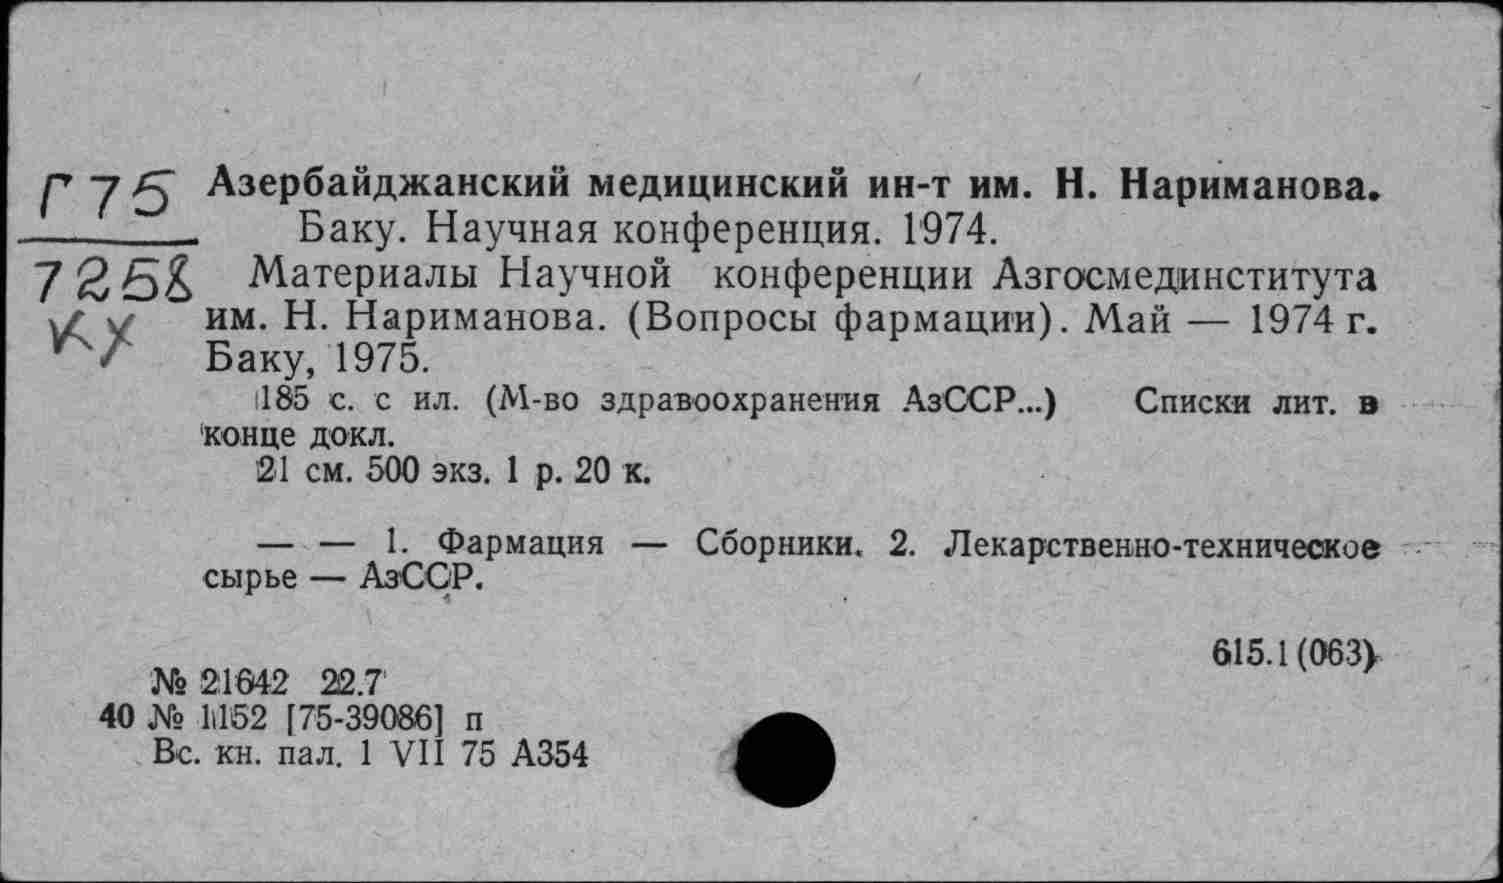 Г75 Азербайджанский медицинский ин-т им. Н. Нариманова.
Баку. Научная конференция. 1974.
7258 Материалы Научной конференции Азгосмединститута
им. Н. Нариманова. (Вопросы фармации). Май — 1974 г.
Баку, 1975.
185 с. с ил. (М-во здравоохранения АзССР...) Списки лит. в
конце докл.
21 см. 500 экз. 1 р. 20 к.
— — 1. Фармация — Сборники. 2. Лекарственно-техническое
сырье — АзССР.
615.1(063)
№ 21642 22.7
40 № 1152 [75-39086] п
Вс. кн. пал. 1 VII 75 А354